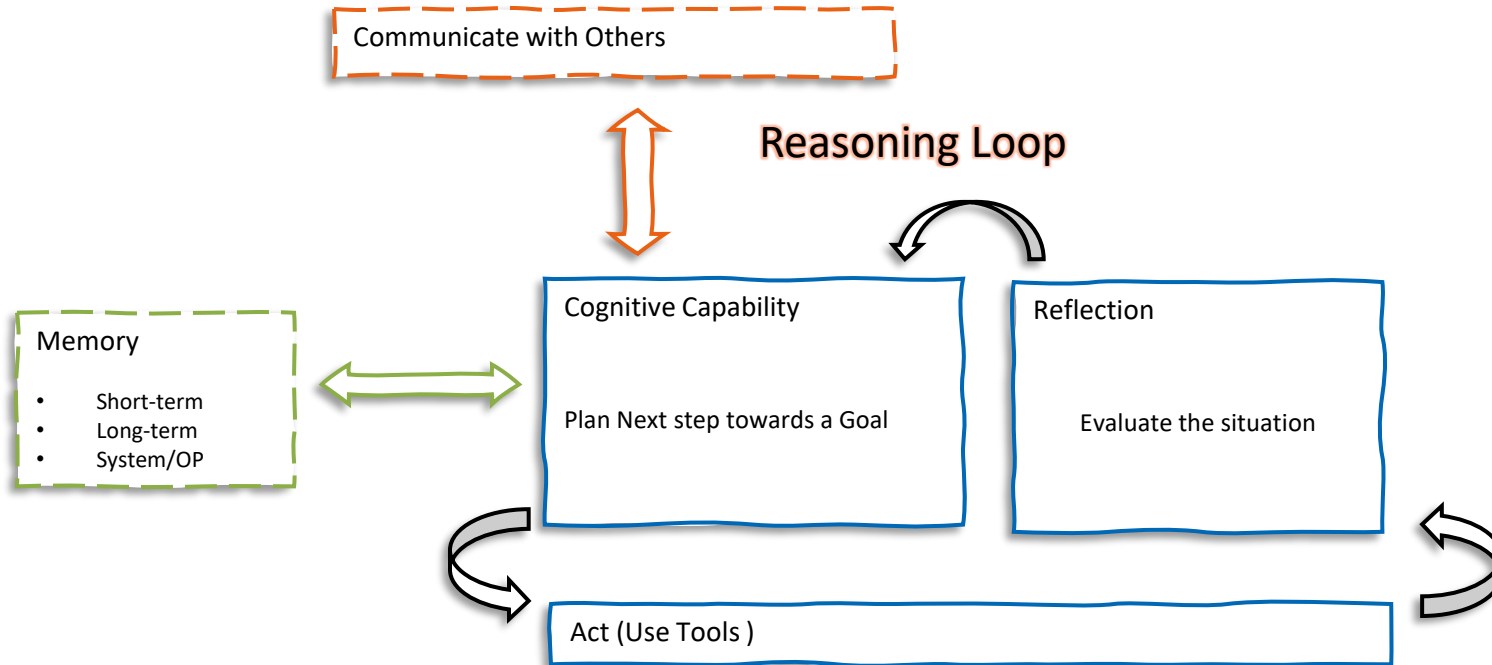 Communicate with Others
Reasoning Loop
Memory
• Short-term
• Long-term
• System/OP
Cognitive Capability
Plan Next step towards a Goal
Reflection
Evaluate the situation
Act (Use Tools )